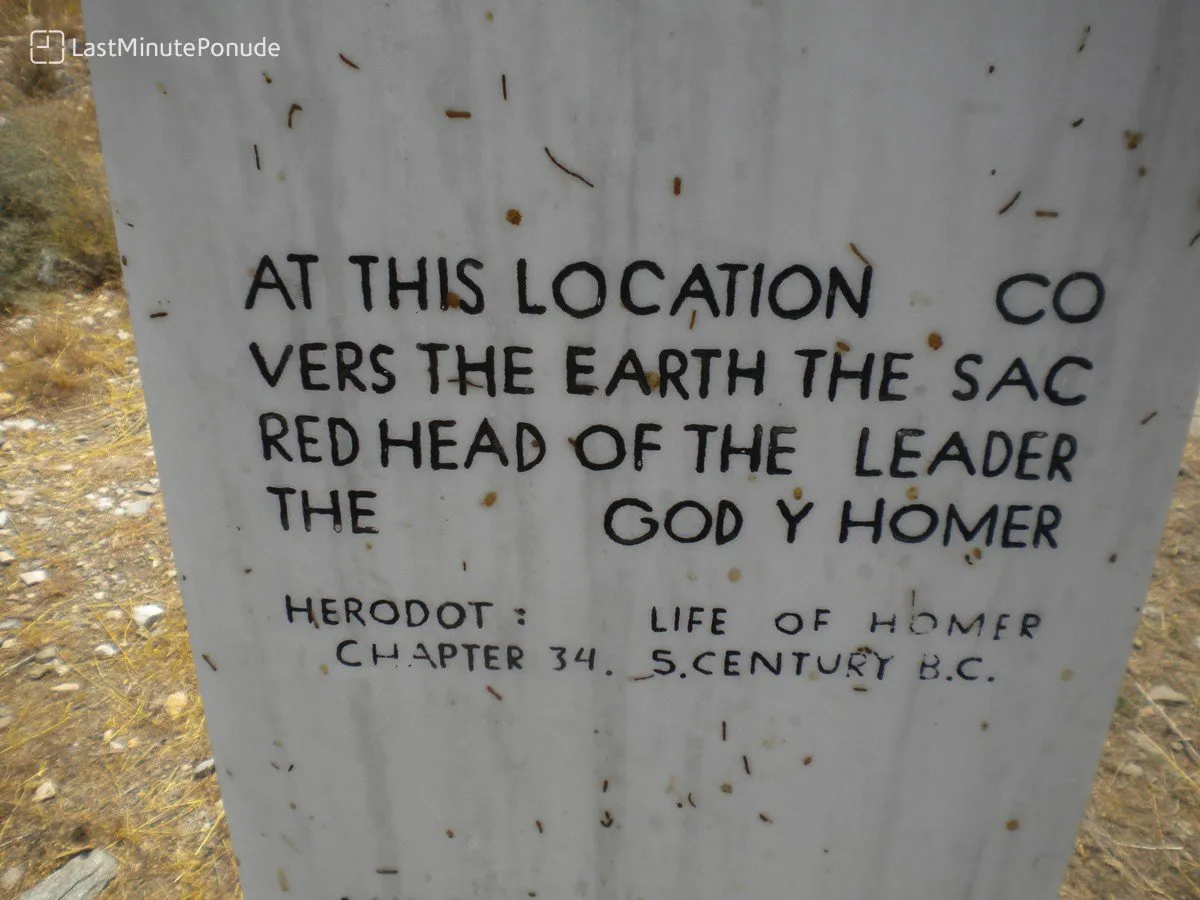 LastMinutePonude
AT THIS LOCATION CO
VERS THE EARTH THE SAC
RED HEAD OF THE LEADER
THE GOD Y HOMER
HERODOT : LIFE OF HOMER
CHAPTER 34. 5.CENTURY B.C.